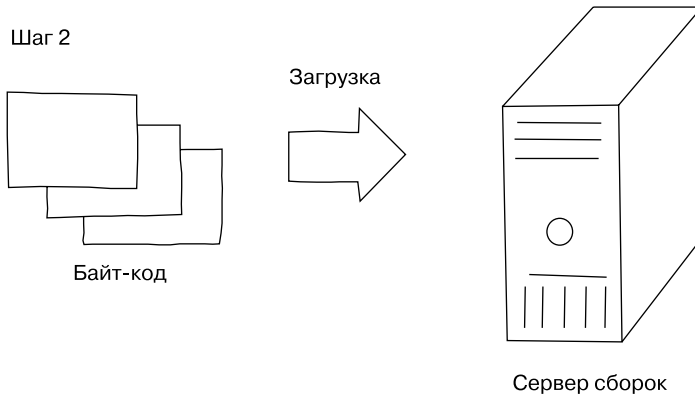 Шаг 2
Загрузка
Байт-код
Сервер сборок